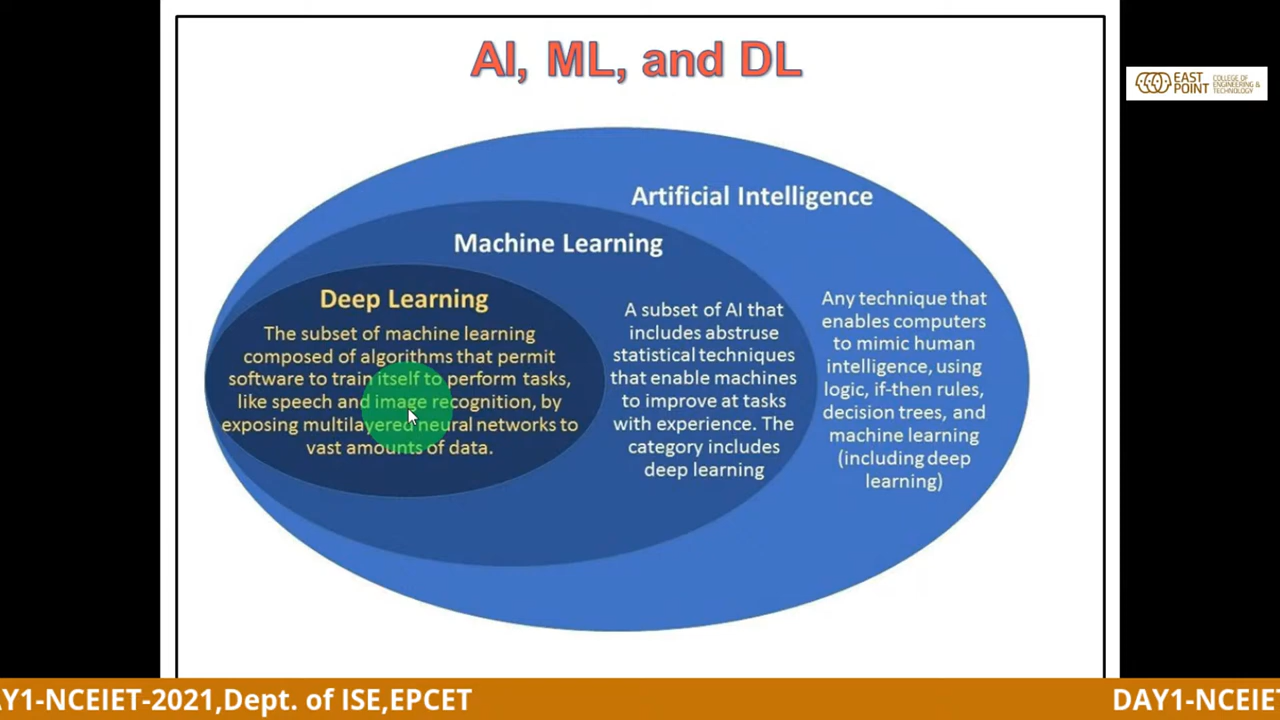 AI, ML, and DL
EAST
POINT
COLLEGE OF
ENGINEERING &
TECHNOLOGY
Artificial Intelligence
Machine Learning
Deep Learning
The subset of machine learning
composed of algorithms that permit
software to train itself to perform tasks,
like speech and image recognition, by
exposing multilayered neural networks to
vast amounts of data.
A subset of AI that
includes abstruse
statistical techniques
that enable machines
to improve at tasks
with experience. The
category includes
deep learning
Any technique that
enables computers
to mimic human
intelligence, using
logic, if-then rules,
decision trees, and
machine learning
(including deep
learning)
AY1-NCEIET-2021,Dept. of ISE,EPCET
DAY1-NCEIET